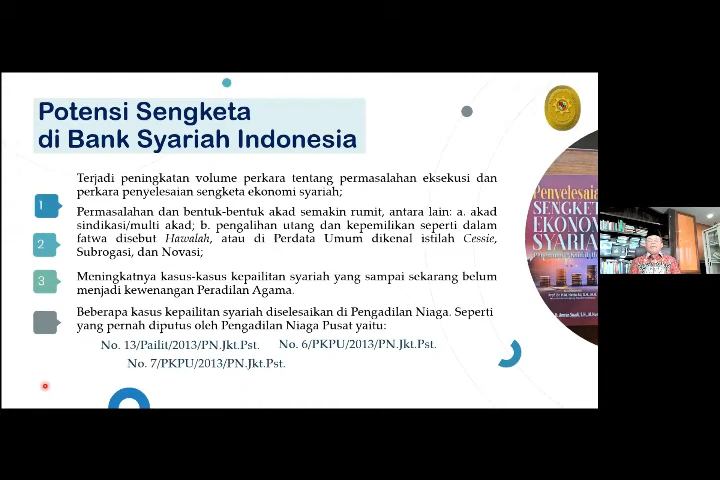 Potensi Sengketa
di Bank Syariah Indonesia
Terjadi peningkatan volume perkara tentang permasalahan eksekusi dan
perkara penyelesaian sengketa ekonomi syariah;
1
Permasalahan dan bentuk-bentuk akad semakin rumit, antara lain: a. akad
sindikasi/multi akad; b. pengalihan utang dan kepemilikan seperti dalam
2
fatwa disebut Hawalah, atau di Perdata Umum dikenal istilah Cessie,
Subrogasi, dan Novasi;
3
Meningkatnya kasus-kasus kepailitan syariah yang sampai sekarang belum
menjadi kewenangan Peradilan Agama.
Beberapa kasus kepailitan syariah diselesaikan di Pengadilan Niaga. Seperti
yang pernah diputus oleh Pengadilan Niaga Pusat yaitu:
No. 13/Pailit/2013/PN.Jkt.Pst. No. 6/PKPU/2013/PN.Jkt.Pst.
No. 7/PKPU/2013/PN.Jkt.Pst.
Penyelesaia
SENGKET
EKONOM
SYARIA